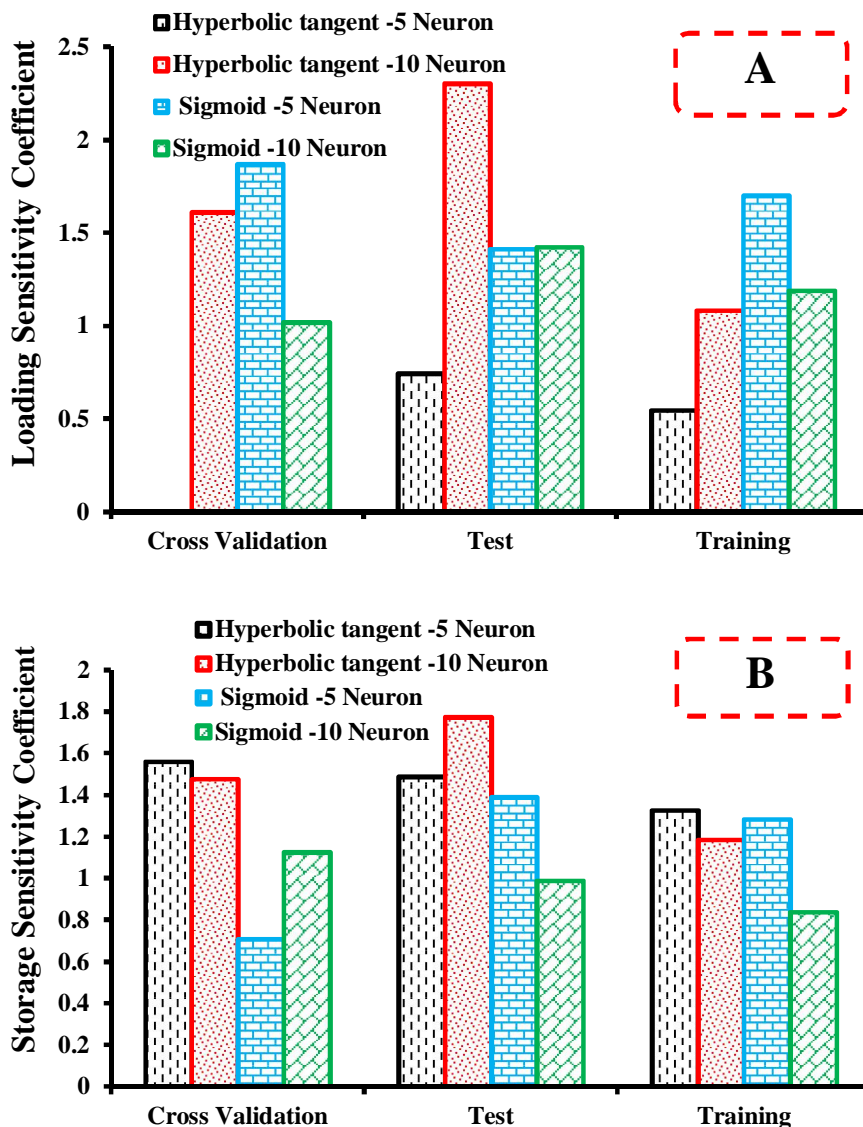 Hyperbolic tangent -5 Neuron
Hyperbolic tangent -10 Neuron
Sigmoid -5 Neuron
Sigmoid -10 Neuron
A
Loading Sensitivity Coefficient
2.5
2
1.5
1
0.5
0
Cross Validation Test Training
Hyperbolic tangent -5 Neuron
Hyperbolic tangent -10 Neuron
Sigmoid -5 Neuron
Sigmoid -10 Neuron
B
Storage Sensitivity Coefficient
2
1.8
1.6
1.4
1.2
1
0.8
0.6
0.4
0.2
0
Cross Validation Test Training